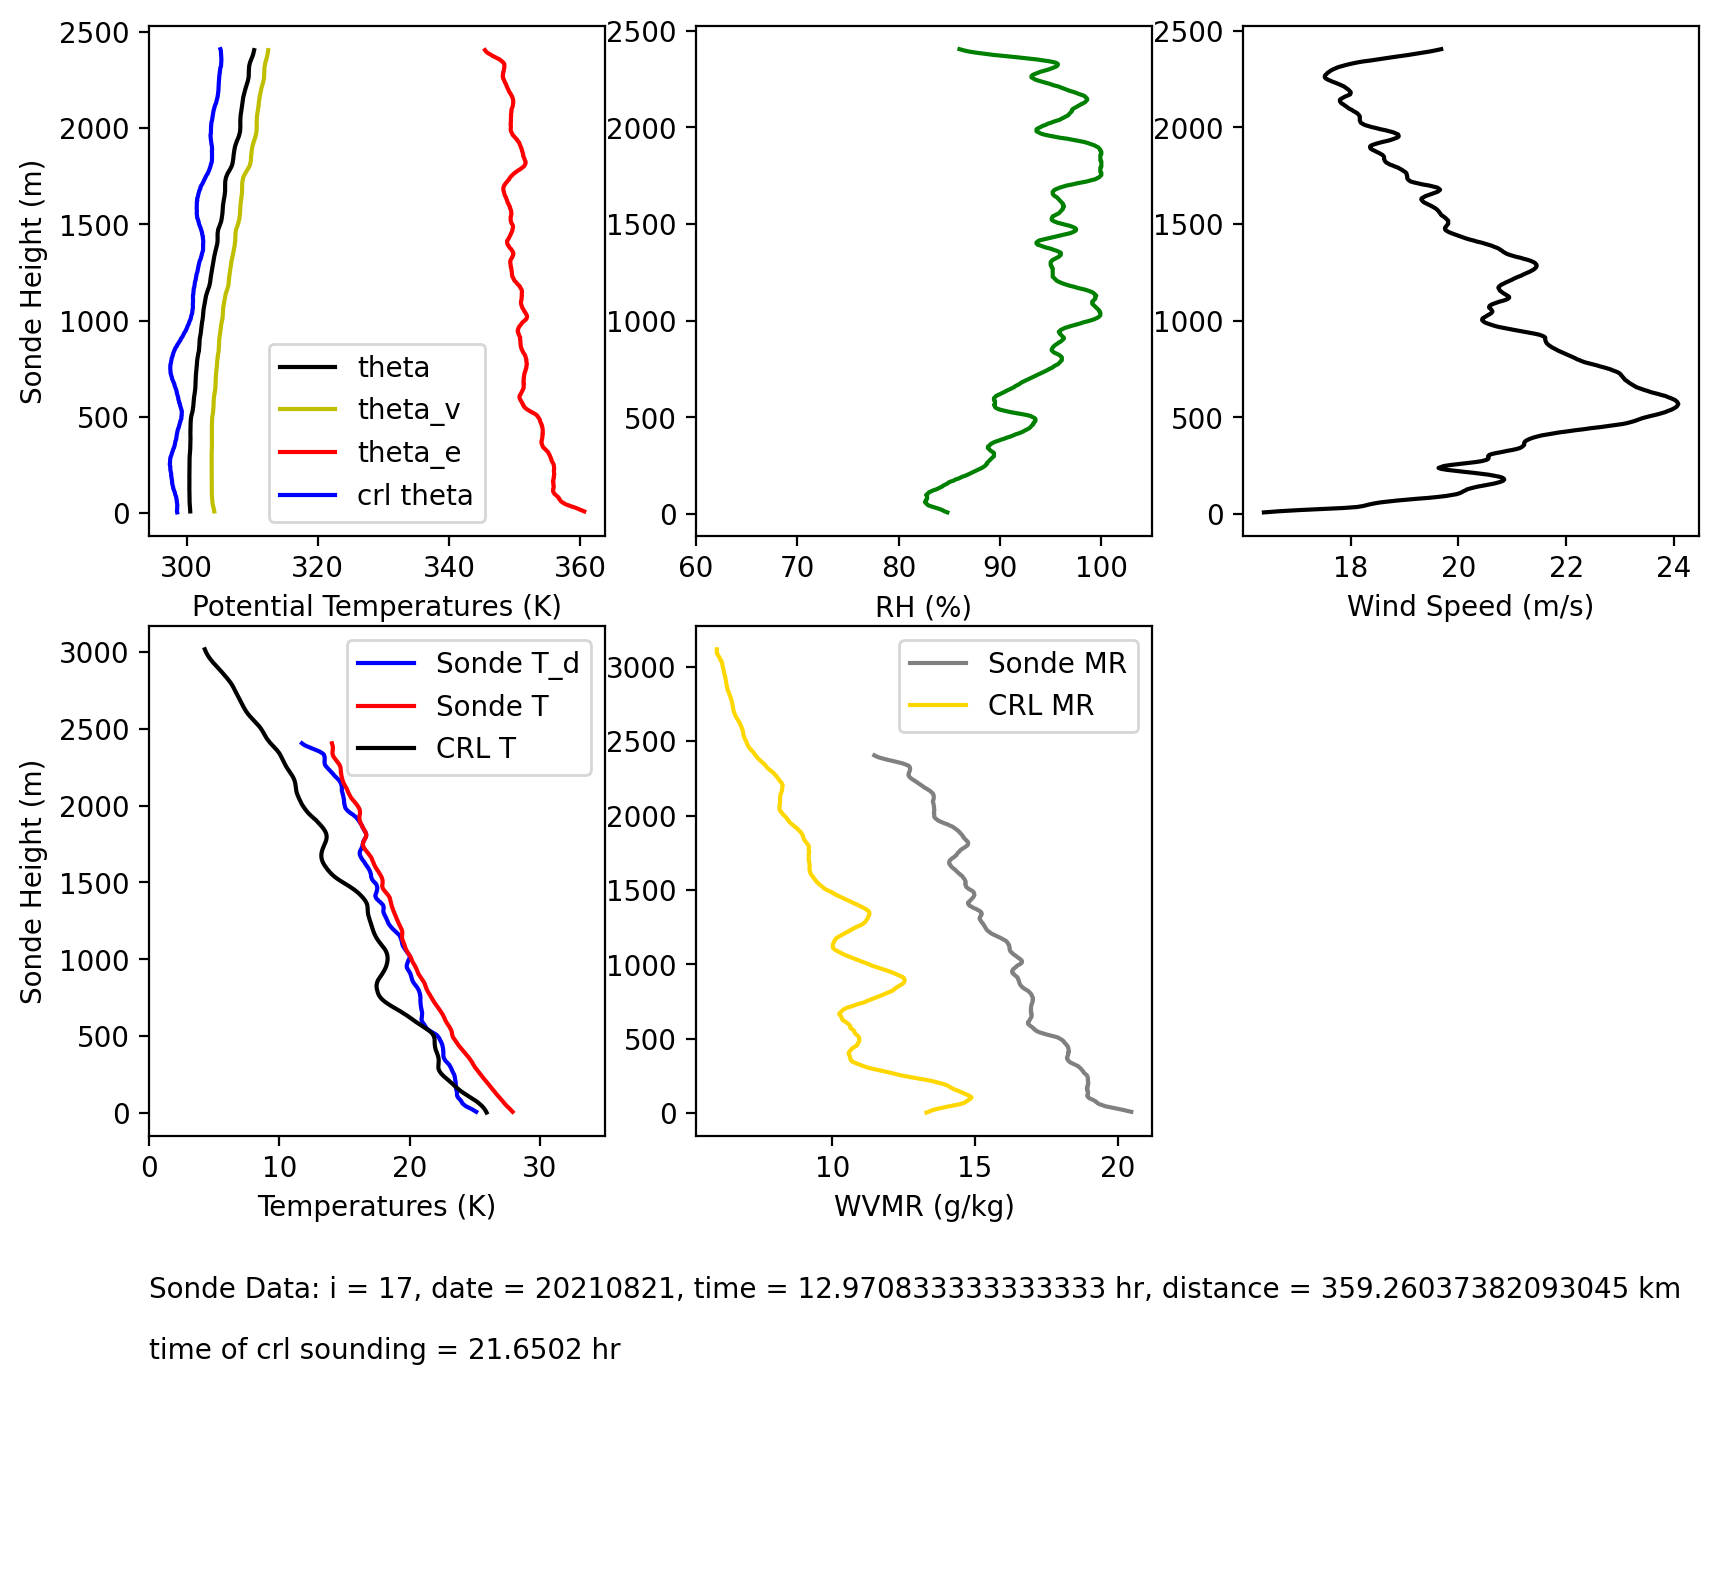 2500
2000
1500
1000
500
0
Sonde Height (m)
theta
theta_v
theta_e
crl theta
300 320 340 360
Potential Temperatures (K)
2500
2000
1500
1000
500
0
60 70 80 90 100
RH (%)
2500
2000
1500
1000
500
0
18 20 22 24
Wind Speed (m/s)
3000
2500
2000
1500
1000
500
0
Sonde Height (m)
Sonde T_d
Sonde T
CRL T
0 10 20 30
Temperatures (K)
3000
2500
2000
1500
1000
500
0
Sonde MR
CRL MR
10 15 20
WVMR (g/kg)
Sonde Data: i = 17, date = 20210821, time = 12.970833333333333 hr, distance = 359.26037382093045 km
time of crl sounding = 21.6502 hr